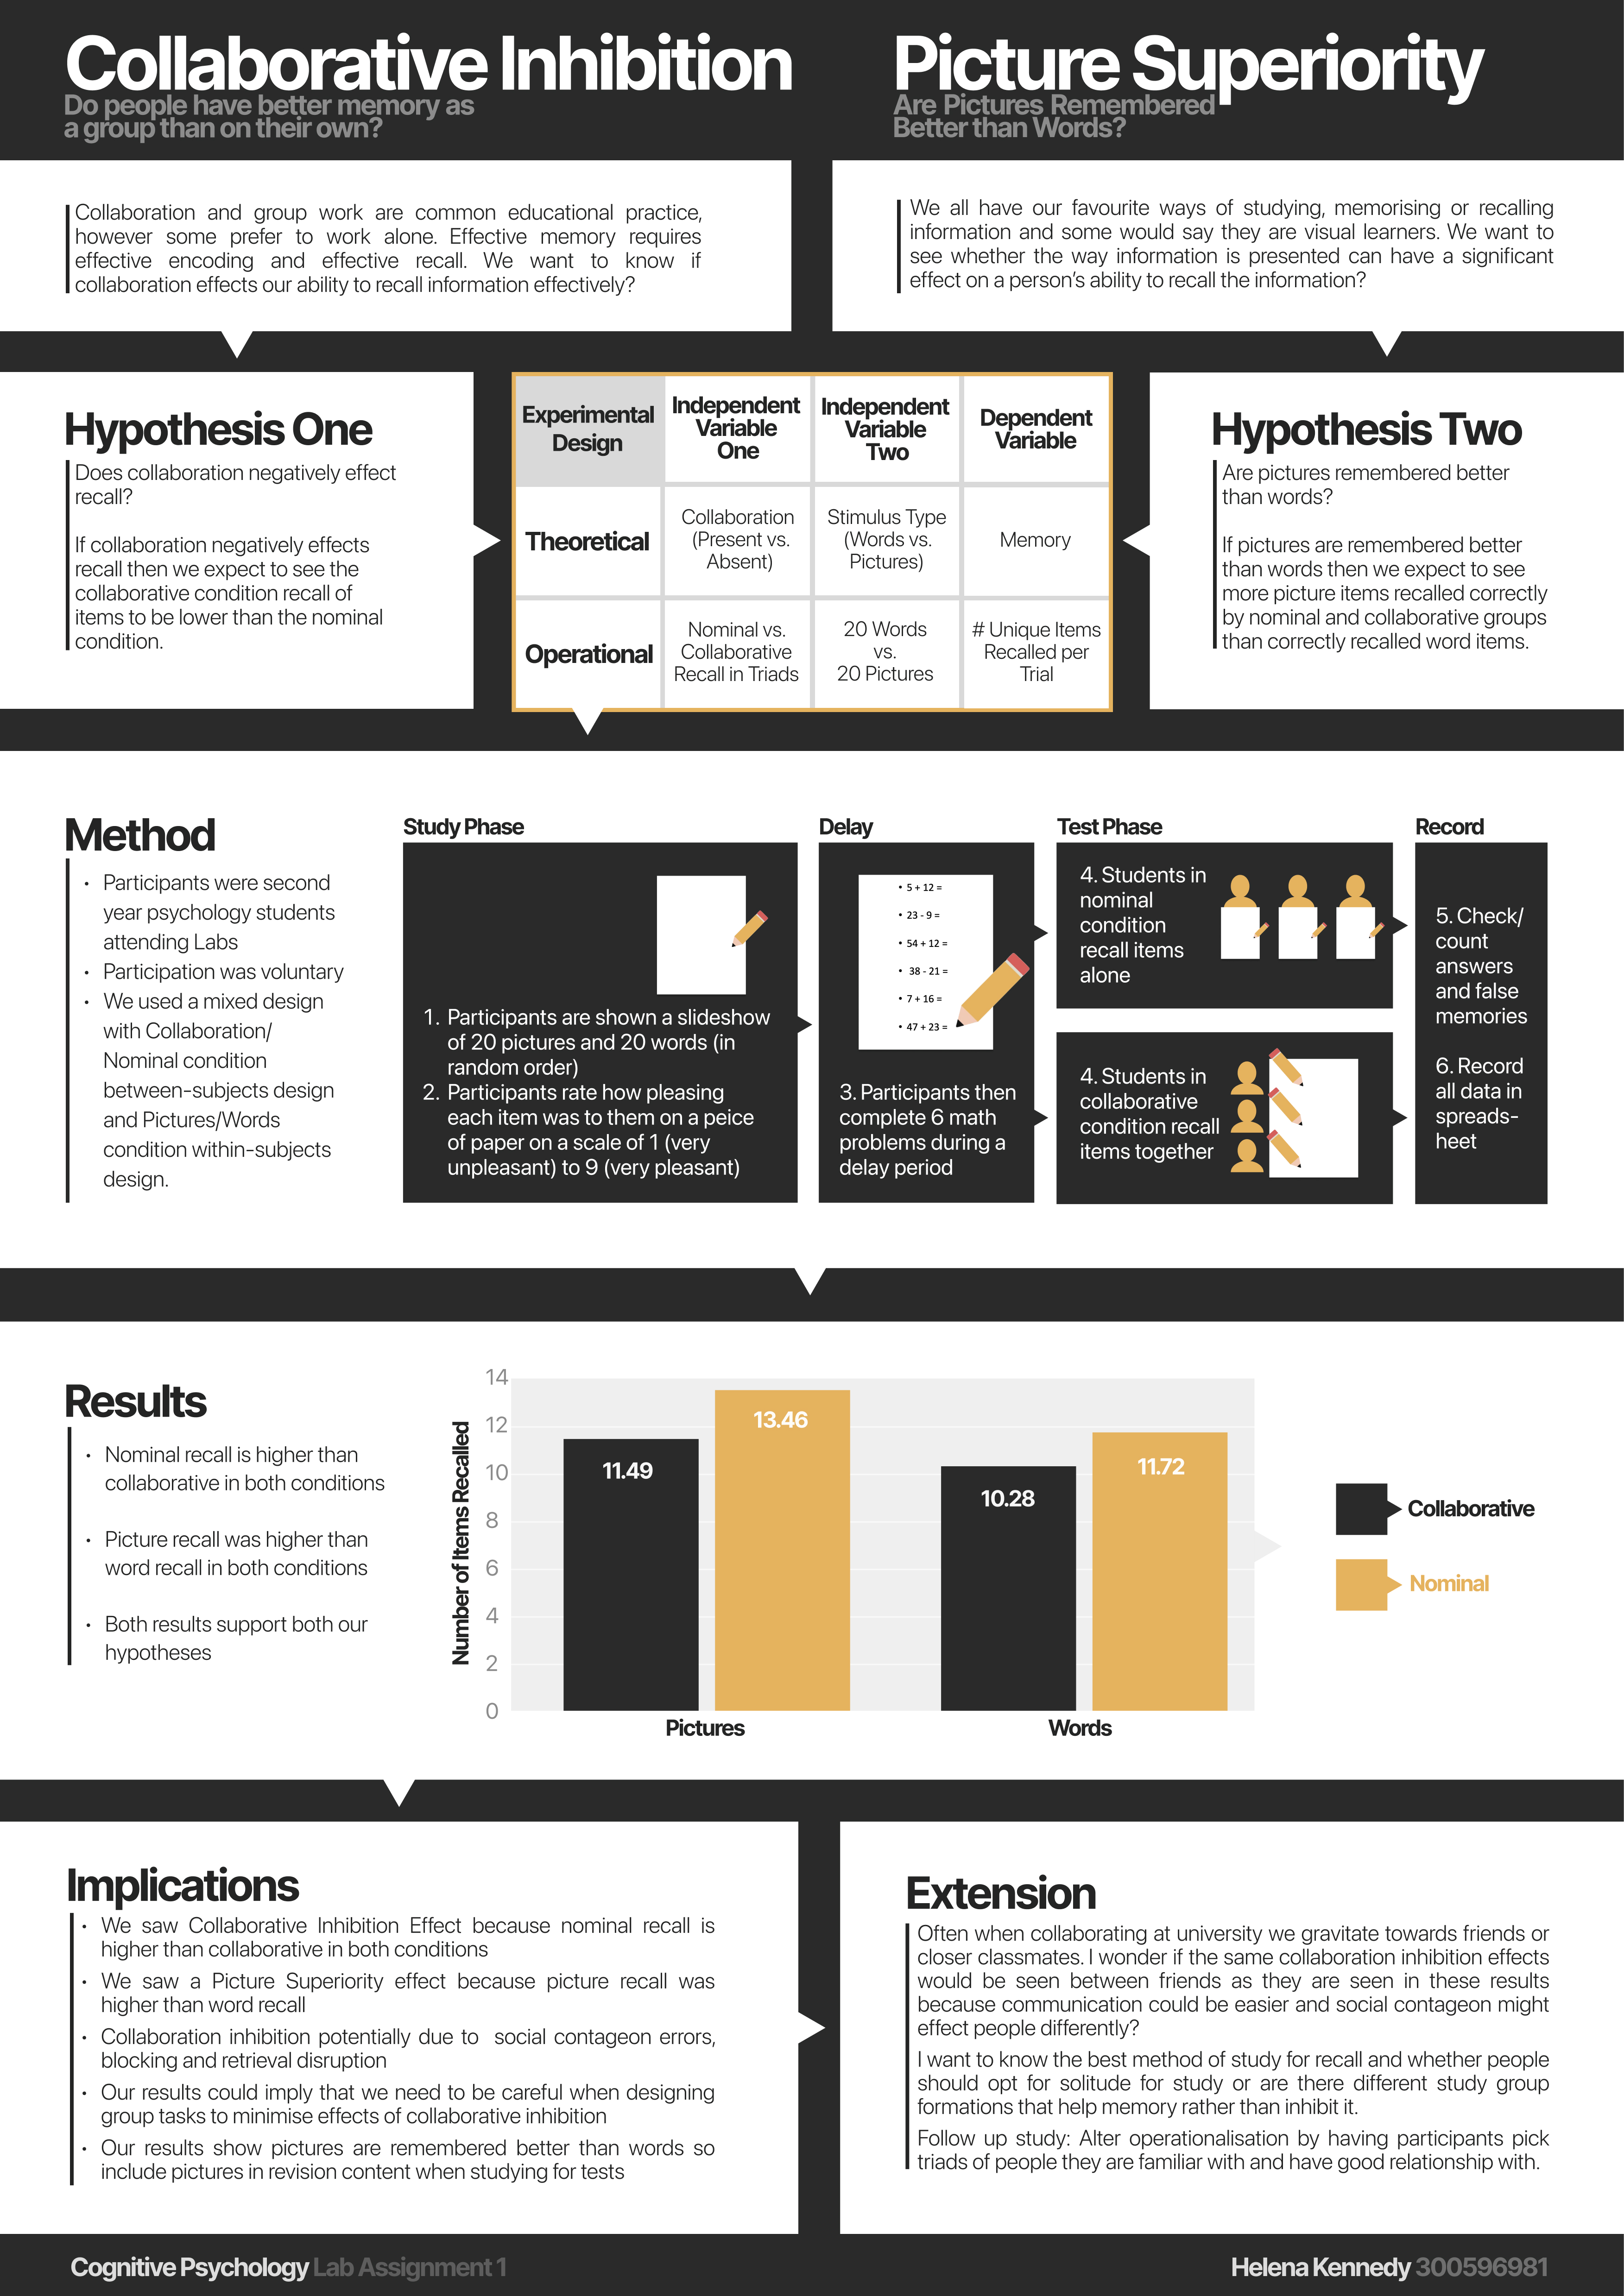 Collaborative Inhibition
Do people have better memory as
a group than on their own?
Picture Superiority
Are Pictures Remembered
Better than Words?
Collaboration and group work are common educational practice,
however some prefer to work alone. Effective memory requires
effective encoding and effective recall. We want to know if
collaboration effects our ability to recall information effectively?
We all have our favourite ways of studying, memorising or recalling
information and some would say they are visual learners. We want to
see whether the way information is presented can have a significant
effect on a person's ability to recall the information?
Hypothesis One
Does collaboration negatively effect
recall?
If collaboration negatively effects
recall then we expect to see the
collaborative condition recall of
items to be lower than the nominal
condition.
Experimental
Design
Independent
Variable
One
Independent
Variable
Two
Dependent
Variable
Theoretical
Collaboration
(Present vs.
Absent)
Stimulus Type
(Words vs.
Pictures)
Memory
Operational
Nominal vs.
Collaborative
Recall in Triads
20 Words
vs.
20 Pictures
# Unique Items
Recalled per
Trial
Hypothesis Two
Are pictures remembered better
than words?
If pictures are remembered better
than words then we expect to see
more picture items recalled correctly
by nominal and collaborative groups
than correctly recalled word items.
Method
• Participants were second
year psychology students
attending Labs
• Participation was voluntary
• We used a mixed design
with Collaboration/
Nominal condition
between-subjects design
and Pictures/Words
condition within-subjects
design.
Study Phase
1. Participants are shown a slideshow
of 20 pictures and 20 words (in
random order)
2. Participants rate how pleasing
each item was to them on a peice
of paper on a scale of 1 (very
unpleasant) to 9 (very pleasant)
Delay
• 5 + 12 =
• 23 - 9 =
• 54 + 12 =
• 38 - 21 =
• 7 + 16 =
• 47 + 23 =
3. Participants then
complete 6 math
problems during a
delay period
Test Phase
4. Students in
nominal
condition
recall items
alone
4. Students in
collaborative
condition recall
items together
Record
5. Check/
count
answers
and false
memories
6. Record
all data in
spreads-
heet
Results
• Nominal recall is higher than
collaborative in both conditions
• Picture recall was higher than
word recall in both conditions
• Both results support both our
hypotheses
Number of Items Recalled
14
12
10
8
6
4
2
0
11.49
13.46
10.28
11.72
Pictures
Words
Collaborative
Nominal
Implications
• We saw Collaborative Inhibition Effect because nominal recall is
higher than collaborative in both conditions
• We saw a Picture Superiority effect because picture recall was
higher than word recall
• Collaboration inhibition potentially due to social contageon errors,
blocking and retrieval disruption
• Our results could imply that we need to be careful when designing
group tasks to minimise effects of collaborative inhibition
• Our results show pictures are remembered better than words so
include pictures in revision content when studying for tests
Extension
Often when collaborating at university we gravitate towards friends or
closer classmates. I wonder if the same collaboration inhibition effects
would be seen between friends as they are seen in these results
because communication could be easier and social contageon might
effect people differently?
I want to know the best method of study for recall and whether people
should opt for solitude for study or are there different study group
formations that help memory rather than inhibit it.
Follow up study: Alter operationalisation by having participants pick
triads of people they are familiar with and have good relationship with.
Cognitive Psychology Lab Assignment 1
Helena Kennedy 300596981